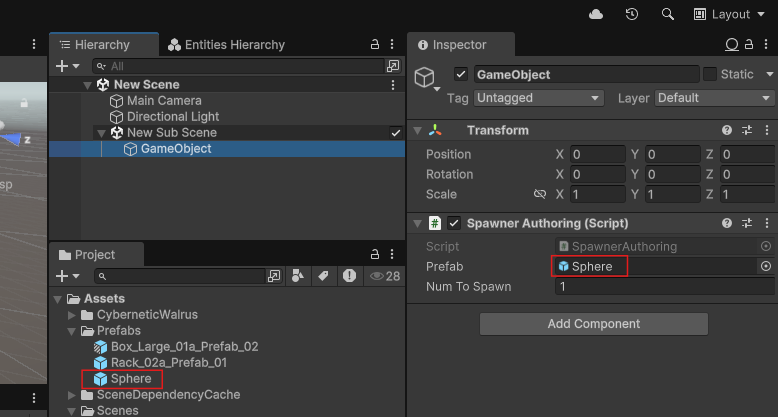 Layout
Hierarchy
Entities Hierarchy
All
New Scene
Main Camera
Directional Light
New Sub Scene
GameObject
sp
z
Project
28
Assets
CyberneticWalrus
Prefabs
Box_Large_01a_Prefab_02
Rack_02a_Prefab_01
Sphere
SceneDependencyCache
Scenes
Inspector
GameObject
Static
Tag Untagged Layer Default
Transform
Position X 0 Y 0 Z 0
Rotation X 0 Y 0 Z 0
Scale X 1 Y 1 Z 1
# Spawner Authoring (Script)
Script SpawnerAuthoring
Prefab Sphere
Num To Spawn 1
Add Component